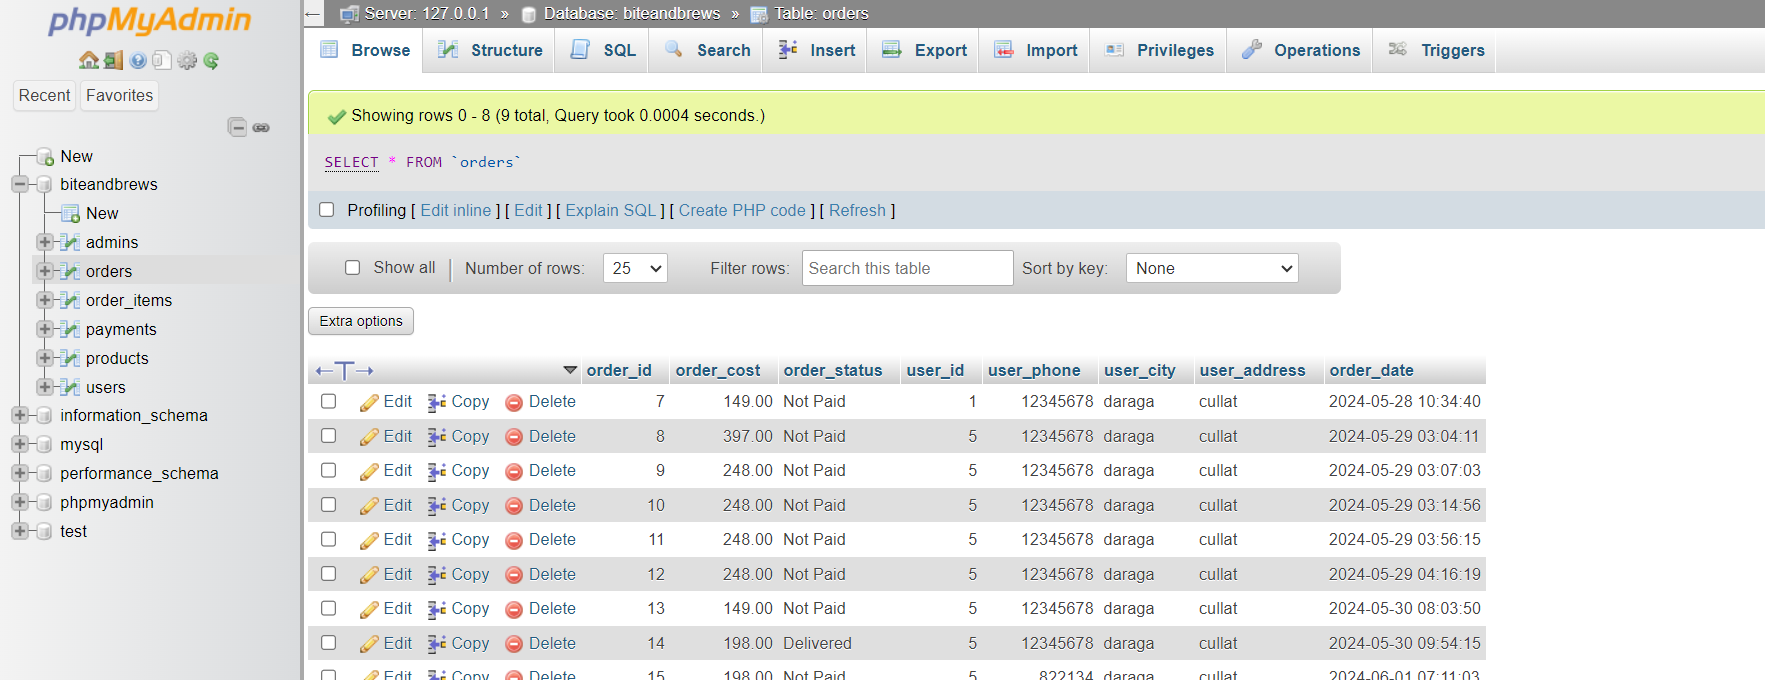 phpMyAdmin
Recent Favorites
New
biteandbrews
New
admins
orders
order_items
payments
products
users
information_schema
mysql
performance_schema
phpmyadmin
test
Server: 127.0.0.1 » Database: biteandbrews » Table: orders
Browse Structure SQL Search Insert Export Import Privileges Operations Triggers
Showing rows 0 - 8 (9 total, Query took 0.0004 seconds.)
SELECT * FROM `orders`
Profiling [ Edit inline ] [ Edit ] [ Explain SQL ] [ Create PHP code ] [ Refresh ]
Show all Number of rows: 25 Filter rows: Search this table Sort by key: None
Extra options
←T→ order_id order_cost order_status user_id user_phone user_city user_address order_date
Edit Copy Delete 7 149.00 Not Paid 1 12345678 daraga cullat 2024-05-28 10:34:40
Edit Copy Delete 8 397.00 Not Paid 5 12345678 daraga cullat 2024-05-29 03:04:11
Edit Copy Delete 9 248.00 Not Paid 5 12345678 daraga cullat 2024-05-29 03:07:03
Edit Copy Delete 10 248.00 Not Paid 5 12345678 daraga cullat 2024-05-29 03:14:56
Edit Copy Delete 11 248.00 Not Paid 5 12345678 daraga cullat 2024-05-29 03:56:15
Edit Copy Delete 12 248.00 Not Paid 5 12345678 daraga cullat 2024-05-29 04:16:19
Edit Copy Delete 13 149.00 Not Paid 5 12345678 daraga cullat 2024-05-30 08:03:50
Edit Copy Delete 14 198.00 Delivered 5 12345678 daraga cullat 2024-05-30 09:54:15
Edit Copy Delete 15 198.00 Not Paid 5 822134 daraga cullat 2024-06-01 07:11:03